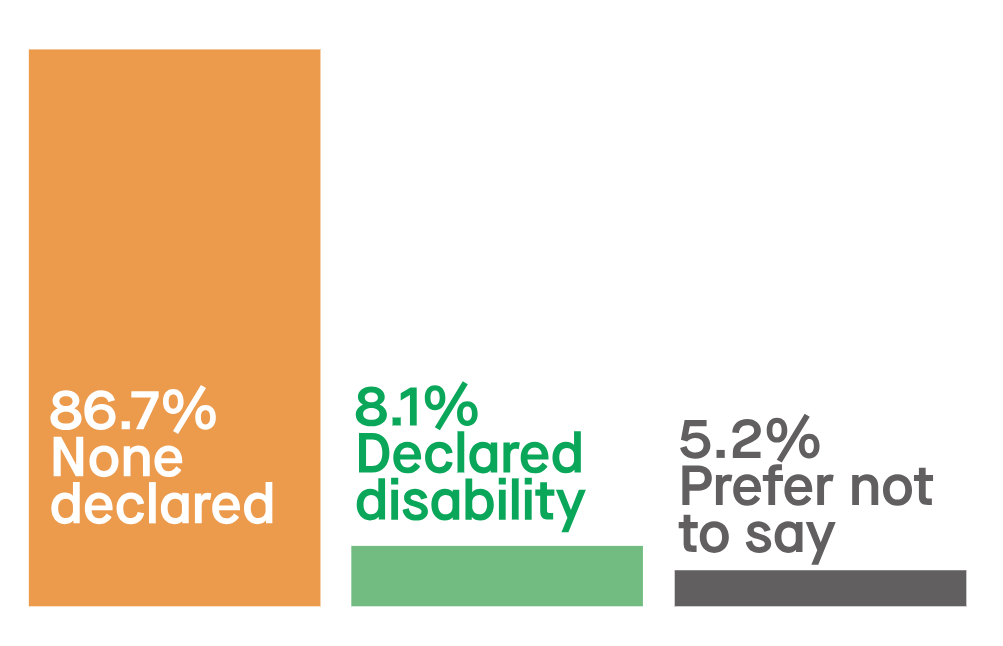 86.7%
None
declared
8.1%
Declared
disability
5.2%
Prefer not
to say